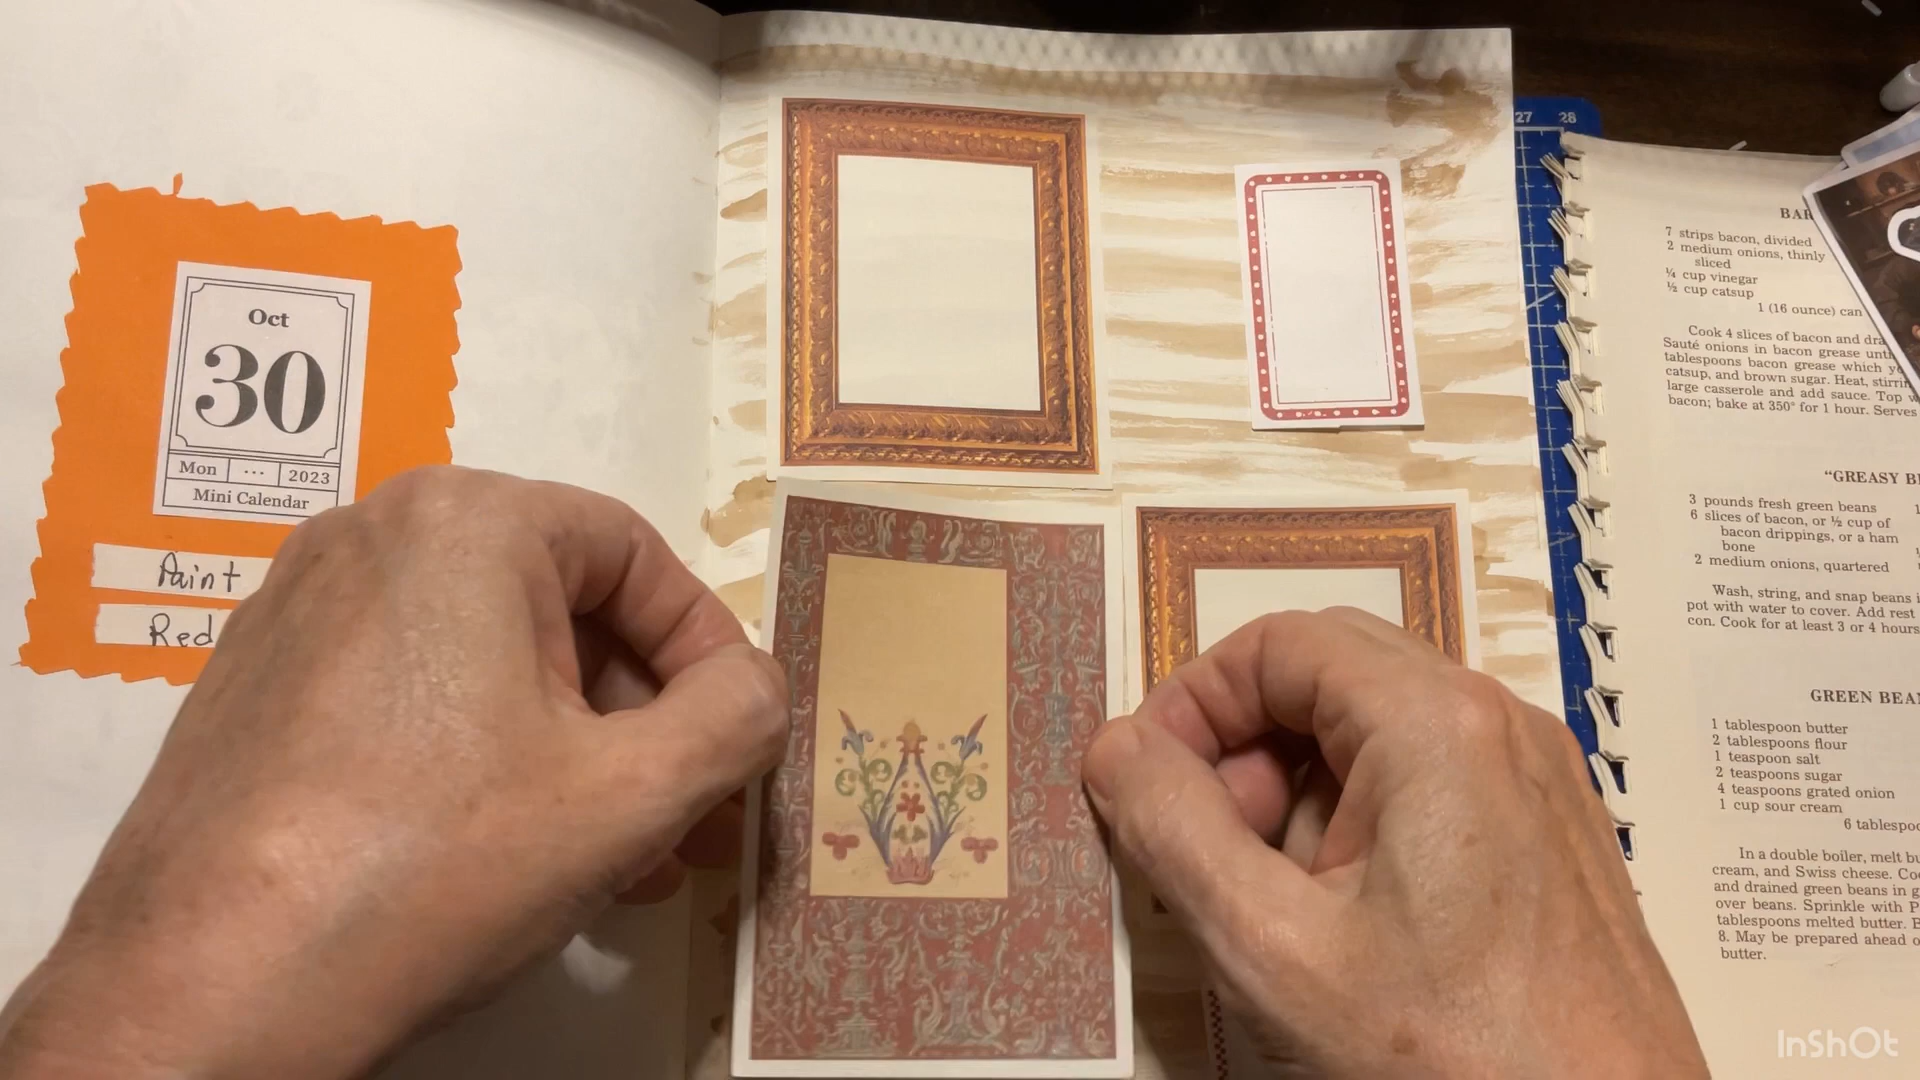 Oct
30
Mon ... 2023
Mini Calendar
Paint
Red
27 28
7 strips bacon, divided
2 medium onions, thinly
sliced
¼ cup vinegar
½ cup catsup
1 (16 ounce) can
Cook 4 slices of bacon and
Sauté onions in bacon grease
tablespoons bacon grease which
catsup, and brown sugar. Heat,
large casserole and add sauce. Top
bacon; bake at 350° for 1 hour. Serves
"GREASY
3 pounds fresh green beans
6 slices of bacon, or ½ cup of
bacon drippings, or a ham
bone
2 medium onions, quartered
Wash, string, and snap beans
pot with water to cover. Add rest
con. Cook for at least 3 or 4 hours
GREEN
1 tablespoon butter
2 tablespoons flour
1 teaspoon salt
2 teaspoons sugar
4 teaspoons grated onion
1 cup sour cream
6
In a double boiler, melt
cream, and Swiss cheese.
and drained green beans in
over beans. Sprinkle with
tablespoons melted butter.
8. May be prepared ahead
butter.
InShOt